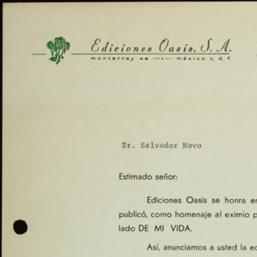 Ediciones Oasis, S. A.
monterrey méxico d. f.
Sr. Salvador Novo
Estimado señor:
Ediciones Oasis se honra
publicó, como homenaje al eximio
lado DE MI VIDA.
Así, anunciamos a usted la